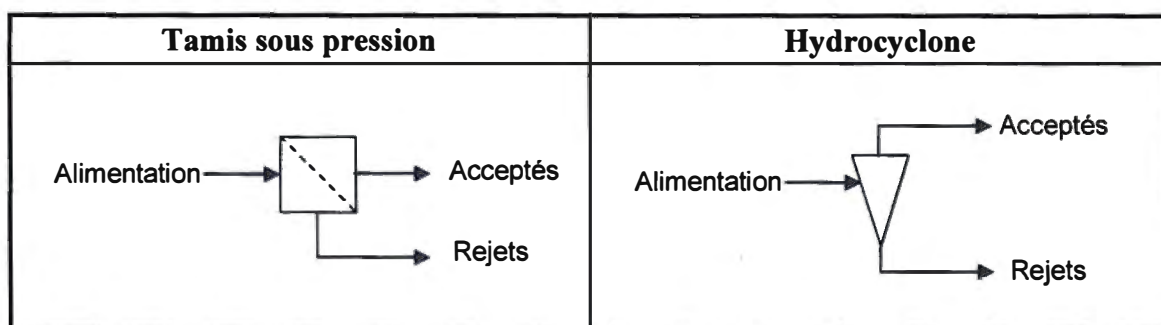 Tamis sous pression
Hydrocyclone
Alimentation
Acceptés
Rejets
Alimentation
Acceptés
Rejets